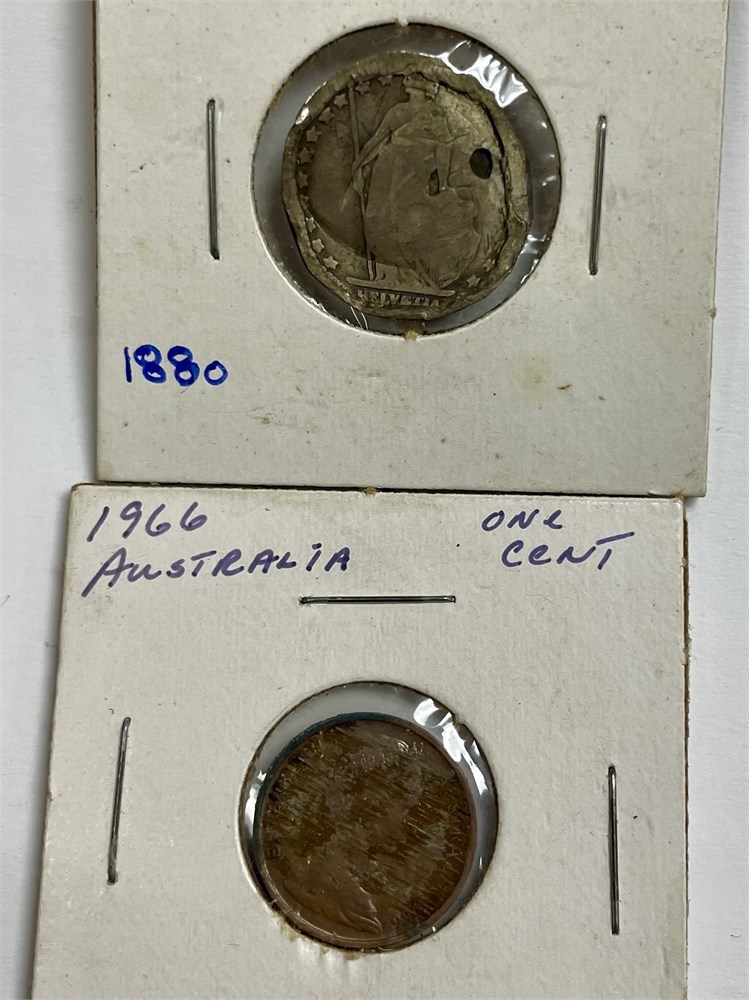 HELVETIA
1880
1966 ONE
AUSTRALIA CENT